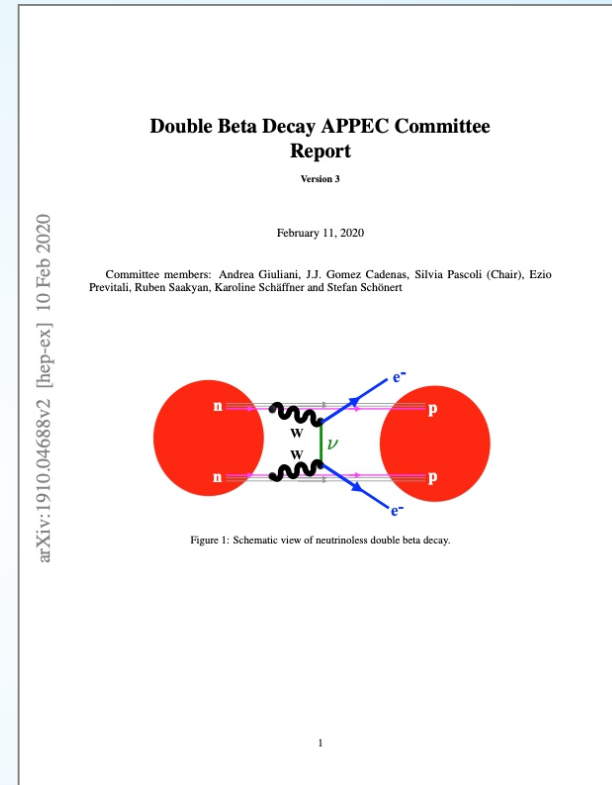 Double Beta Decay APPEC Committee
Report
Version 3
February 11, 2020
Committee members: Andrea Giuliani, J.J. Gomez Cadenas, Silvia Pascoli (Chair), Ezio
Previtali, Ruben Saakyan, Karoline Schäffner and Stefan Schönert
arXiv:1910.04688v2 [hep-ex] 10 Feb 2020
e-
n
p
W
ν
W
n
p
e-
Figure 1: Schematic view of neutrinoless double beta decay.
1